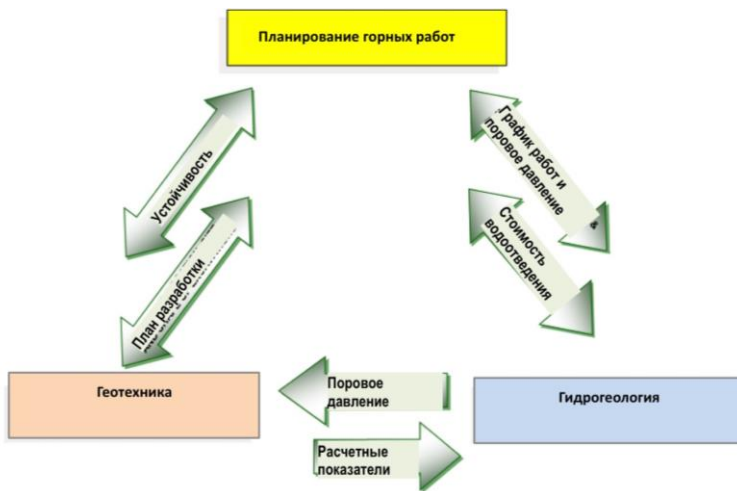 Планирование горных работ
Устойчивость
График работ и
поровое давление
План разработки
Стоимость
водоотведения
Геотехника
Поровое
давление
Гидрогеология
Расчетные
показатели